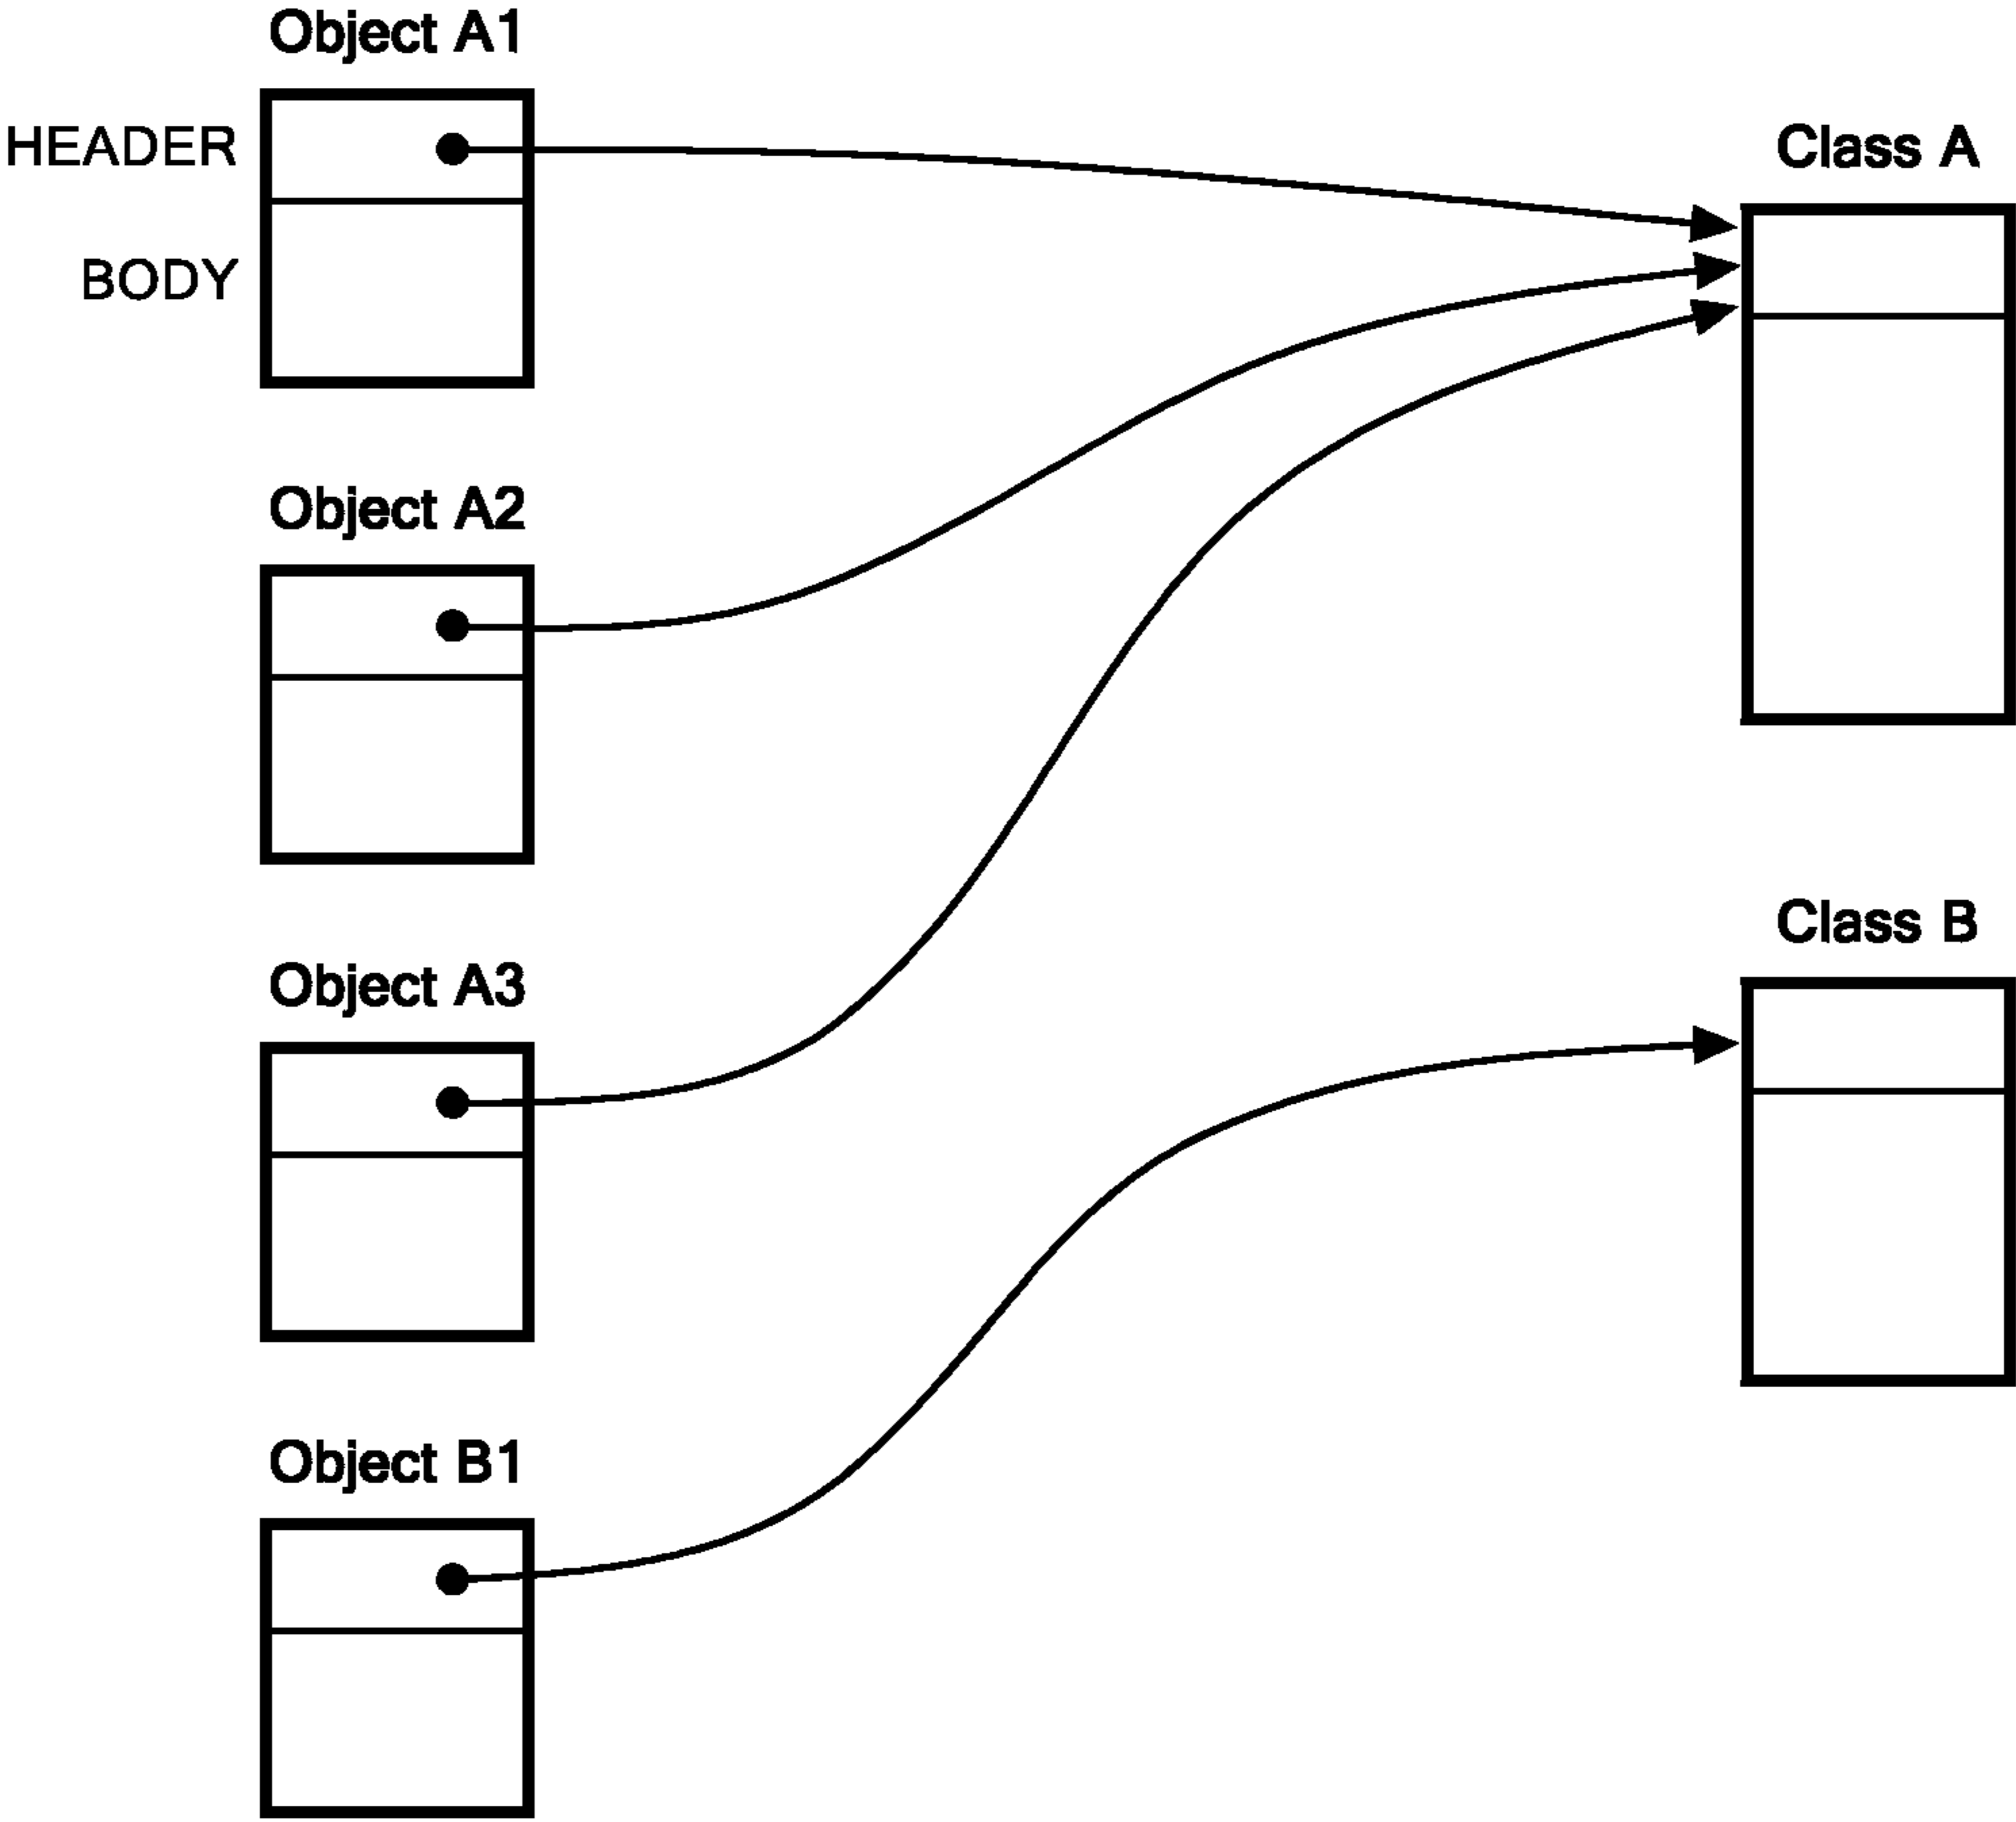 Object A1
HEADER
BODY
Class A
Object A2
Object A3
Class B
Object B1